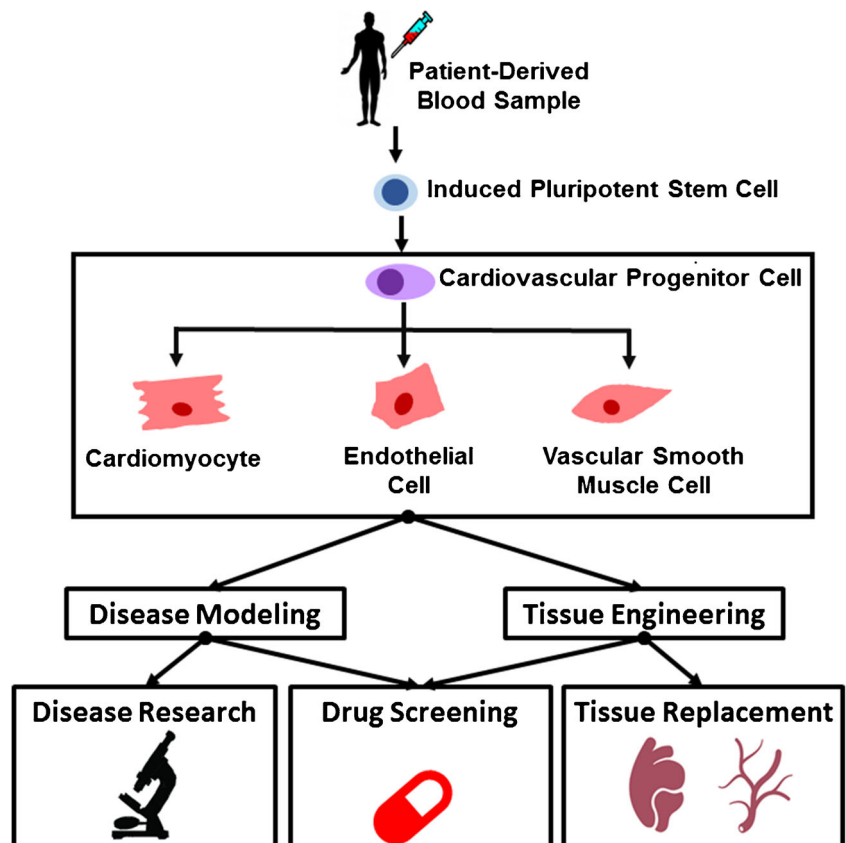 Patient-Derived
Blood Sample
Induced Pluripotent Stem Cell
Cardiovascular Progenitor Cell
Cardiomyocyte
Endothelial
Cell
Vascular Smooth
Muscle Cell
Disease Modeling
Tissue Engineering
Disease Research
Drug Screening
Tissue Replacement